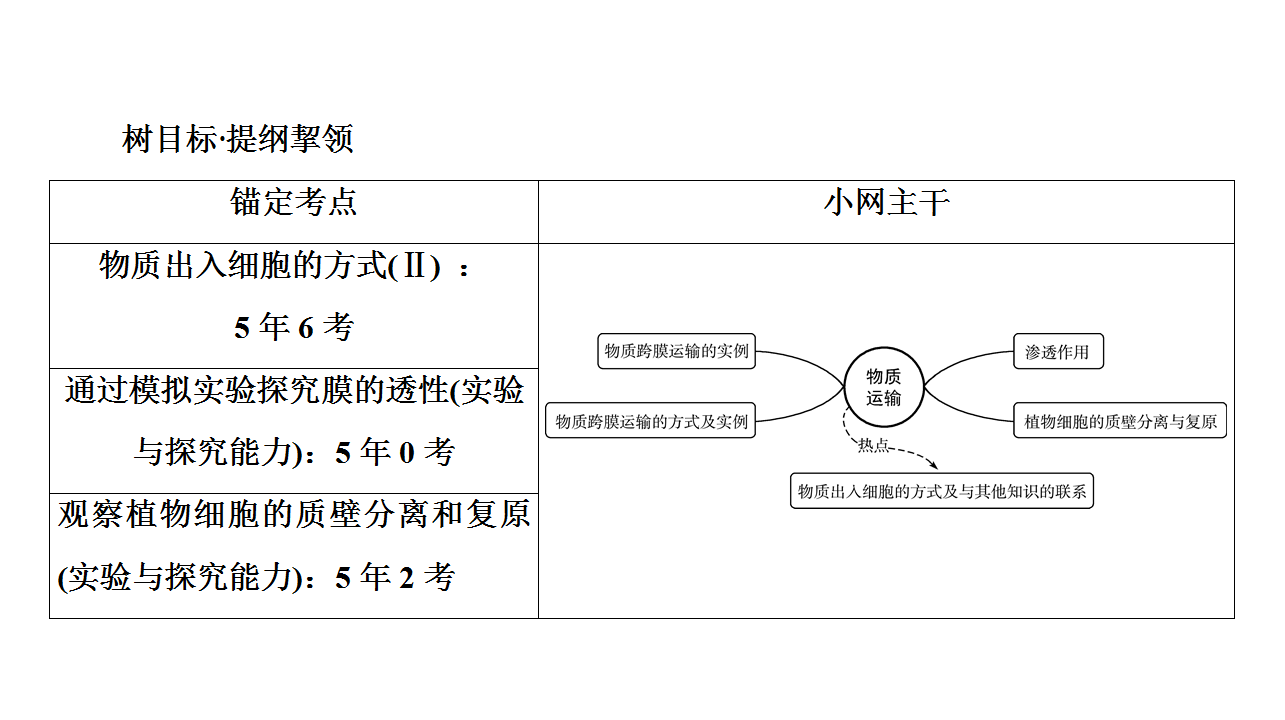 树目标·提纲挈领
锚定考点
小网主干
物质出入细胞的方式(Ⅱ)：
5年6考
通过模拟实验探究膜的透性(实验
与探究能力)：5年0考
观察植物细胞的质壁分离和复原
(实验与探究能力)：5年2考
物质跨膜运输的实例
物质跨膜运输的方式及实例
物质
运输
渗透作用
植物细胞的质壁分离与复原
热点
物质出入细胞的方式及与其他知识的联系